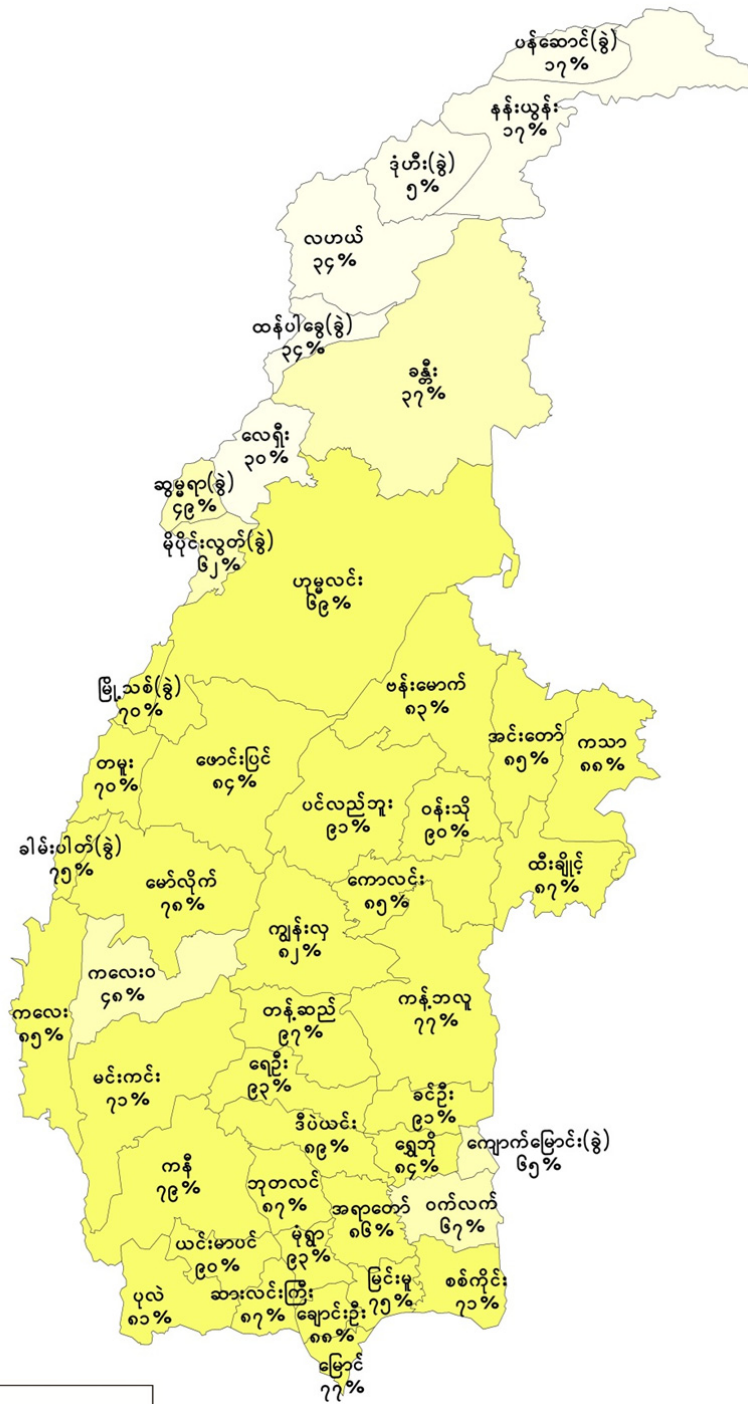 ပန်ဆောင်(ခွဲ)
၁၇%
နန်းယွန်း
၁၇%
ဒုံဟီး(ခွဲ)
၅%
လဟယ်
၃၄%
ထန်ပါခွေ(ခွဲ)
၃၄%
ခန္တီး
၃၇%
လေရှီး
၃၀%
ဆွမ္မရာ(ခွဲ)
၄၉%
မိုပိုင်းလွတ်(ခွဲ)
၆၂%
ဟုမ္မလင်း
၆၉%
မြို့သစ်(ခွဲ)
၇၀%
ဗန်းမောက်
၈၃%
အင်းတော်
၈၅%
ကသာ
၈၈%
တမူး
၇၀%
ဖောင်းပြင်
၈၄%
ပင်လည်ဘူး
၉၁%
ဝန်းသို
၉၀%
ခါမ်းပါတ်(ခွဲ)
၇၅%
မော်လိုက်
၇၈%
ကောလင်း
၈၅%
ထီးချိုင့်
၈၇%
ကျွန်းလှ
၈၂%
ကလေးဝ
၄၈%
ကလေး
၈၅%
တန့်ဆည်
၉၇%
ကန့်ဘလူ
၇၇%
မင်းကင်း
၇၁%
ရေဦး
၉၃%
ခင်ဦး
၉၁%
ဒီပဲယင်း
၈၉%
ရွှေဘို
၈၄%
ကျောက်မြောင်း(ခွဲ)
၆၅%
ကနီ
၇၉%
ဘုတလင်
၈၇%
အရာတော်
၈၆%
ဝက်လက်
၆၇%
ယင်းမာပင်
၉၀%
မုံရွာ
၉၃%
မြင်းမူ
၇၅%
စစ်ကိုင်း
၇၁%
ပုလဲ
၈၁%
ဆားလင်းကြီး
၈၇%
ချောင်းဦး
၈၈%
မြောင်
၇၇%